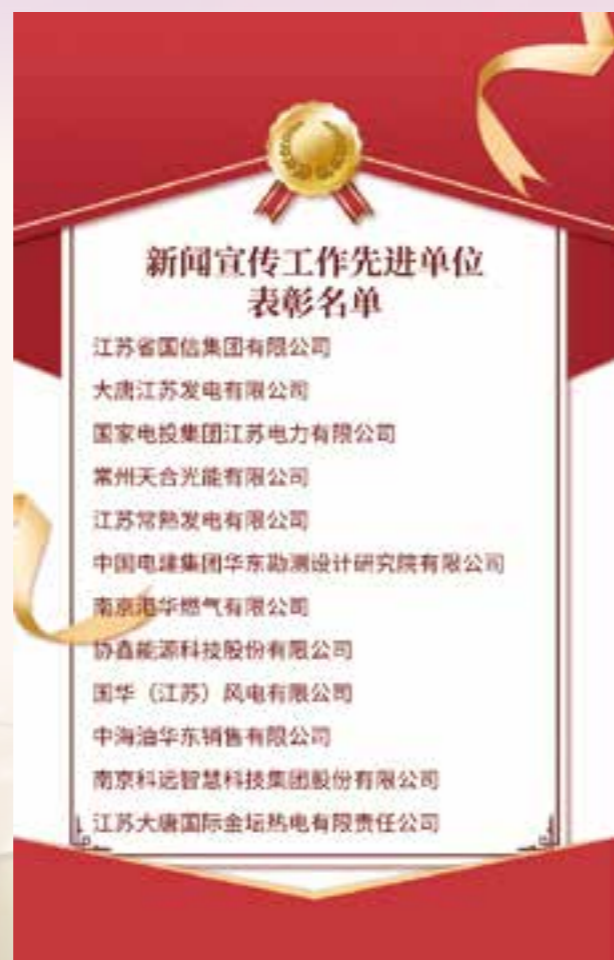 新闻宣传工作先进单位
表彰名单
江苏省国信集团有限公司
大唐江苏发电有限公司
国家电投集团江苏电力有限公司
常州天合光能有限公司
江苏常熟发电有限公司
中国电建集团华东勘测设计研究院有限公司
南京港华燃气有限公司
协鑫能源科技股份有限公司
国华（江苏）风电有限公司
中海油华东销售有限公司
南京科远智慧科技集团股份有限公司
江苏大唐国际金坛热电有限责任公司